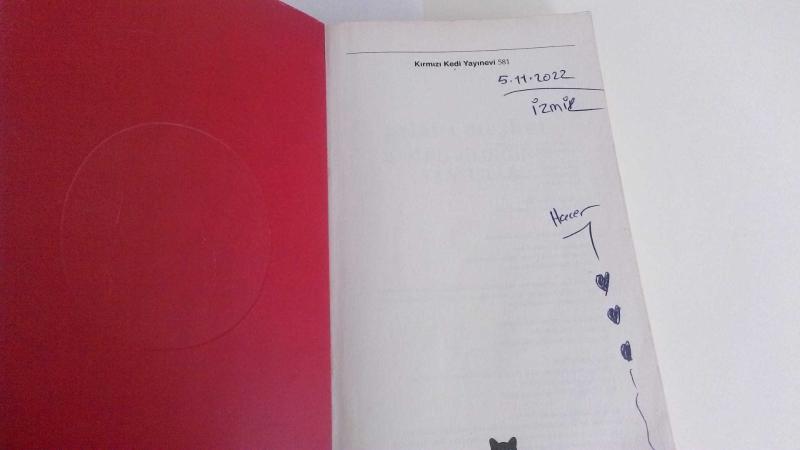 Kırmızı Kedi Yayınevi 581
5.11.2022
İzmir
Hacer